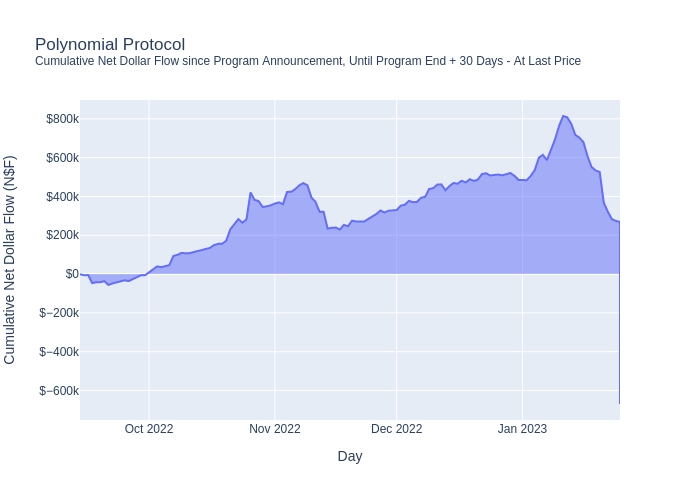 Polynomial Protocol
Cumulative Net Dollar Flow since Program Announcement, Until Program End + 30 Days - At Last Price
Cumulative Net Dollar Flow (N$F)
$800k
$600k
$400k
$200k
$0
$−200k
$−400k
$−600k
Oct 2022
Nov 2022
Dec 2022
Jan 2023
Day